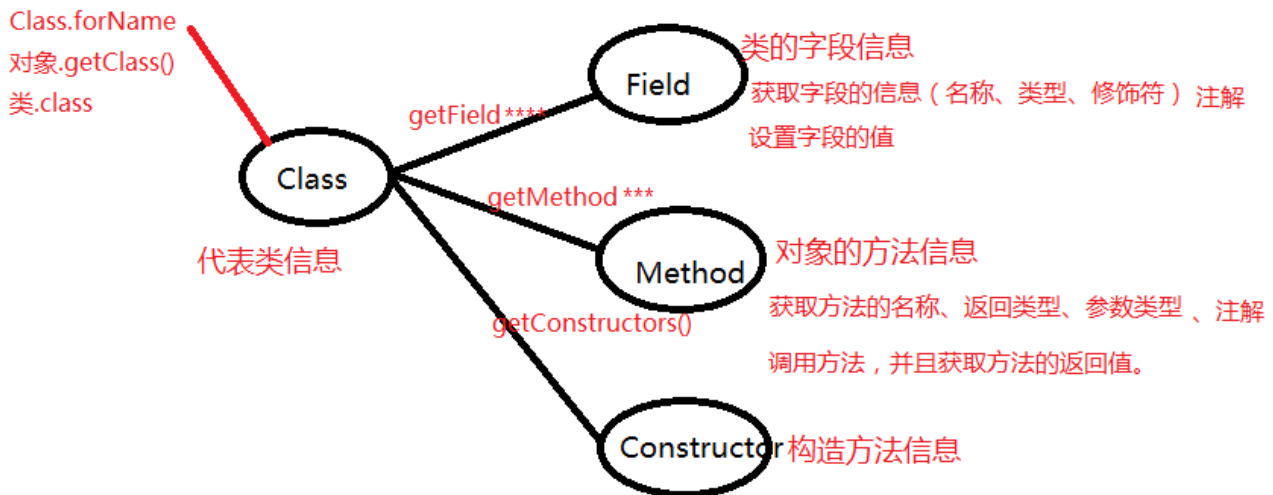 Class.forName
对象.getClass()
类.class
Class
代表类信息
getField ****
Field
类的字段信息
获取字段的信息（名称、类型、修饰符）注解
设置字段的值
getMethod ***
Method
对象的方法信息
获取方法的名称、返回类型、参数类型 、注解
调用方法，并且获取方法的返回值。
getConstructors()
Constructor
构造方法信息